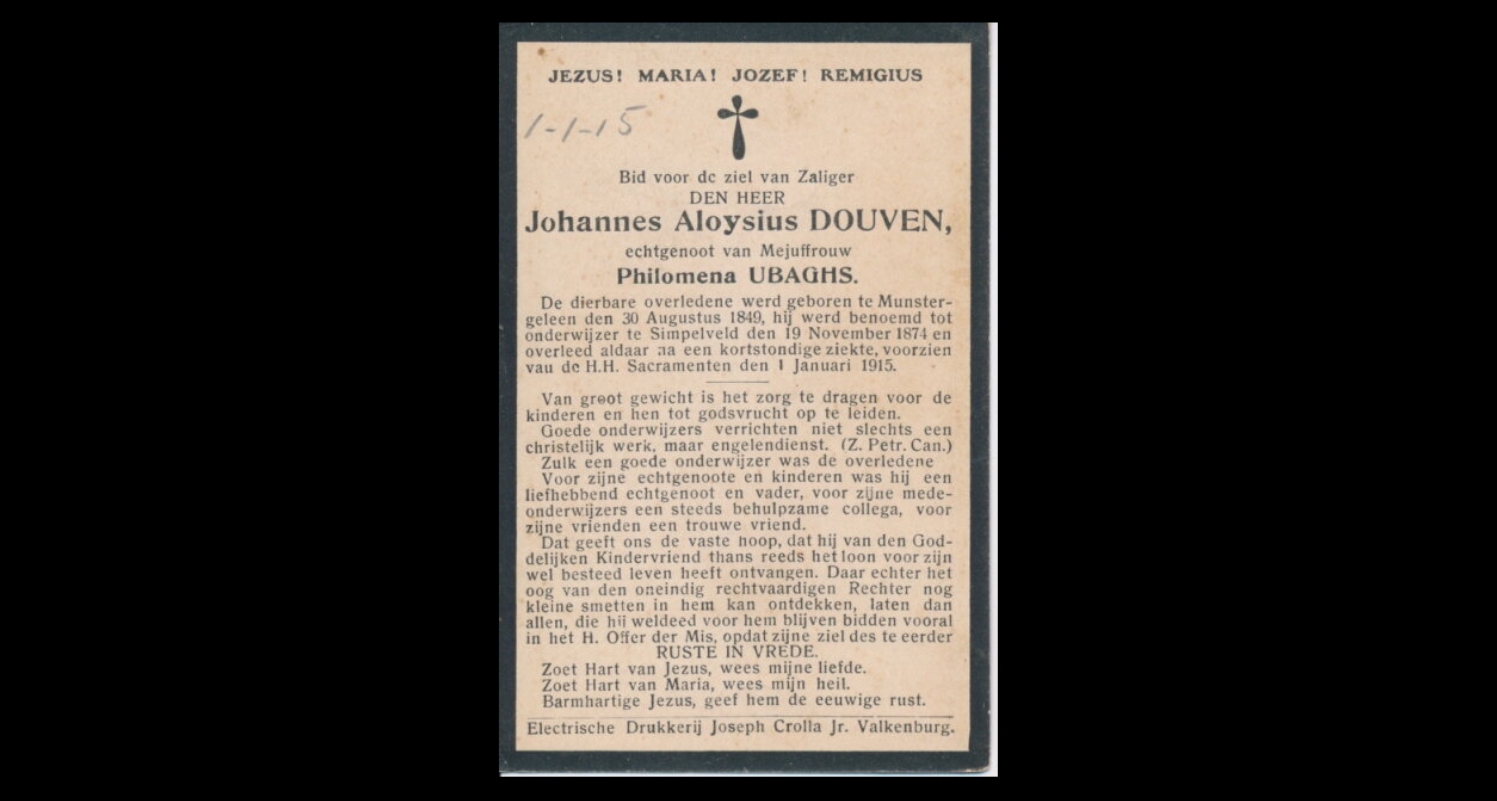 JEZUS! MARIA! JOZEF! REMIGIUS
1-1-15
Bid voor de ziel van Zaliger
DEN HEER
Johannes Aloysius DOUVEN,
echtgenoot van Mejuffrouw
Philomena UBAGHS.
De dierbare overledene werd geboren te Munster-
geleen den 30 Augustus 1849, hij werd benoemd tot
onderwijzer te Simpelveld den 19 November 1874 en
overleed aldaar na een kortstondige ziekte, voorzien
vau de H.H. Sacramenten den 1 Januari 1915.
Van groot gewicht is het zorg te dragen voor de
kinderen en hen tot godsvrucht op te leiden.
Goede onderwijzers verrichten niet slechts een
christelijk werk, maar engelendienst. (Z. Petr. Can.)
Zulk een goede onderwijzer was de overledene
Voor zijne echtgenoote en kinderen was hij een
liefhebbend echtgenoot en vader, voor zijne mede-
onderwijzers een steeds behulpzame collega, voor
zijne vrienden een trouwe vriend.
Dat geeft ons de vaste hoop, dat hij van den God-
delijken Kindervriend thans reeds het loon voor zijn
wel besteed leven heeft ontvangen. Daar echter het
oog van den oneindig rechtvaardigen Rechter nog
kleine smetten in hem kan ontdekken, laten dan
allen, die hij weldeed voor hem blijven bidden vooral
in het H. Offer der Mis, opdat zijne ziel des te eerder
RUSTE IN VREDE.
Zoet Hart van Jezus, wees mijne liefde.
Zoet Hart van Maria, wees mijn heil.
Barmhartige Jezus, geef hem de eeuwige rust.
Electrische Drukkerij Joseph Crolla Jr. Valkenburg.